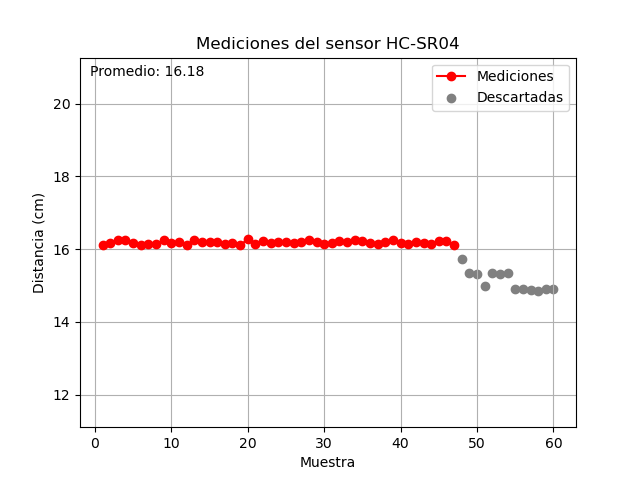 Mediciones del sensor HC-SR04
Promedio: 16.18
Mediciones
Descartadas
20
18
16
14
12
Distancia (cm)
0 10 20 30 40 50 60
Muestra